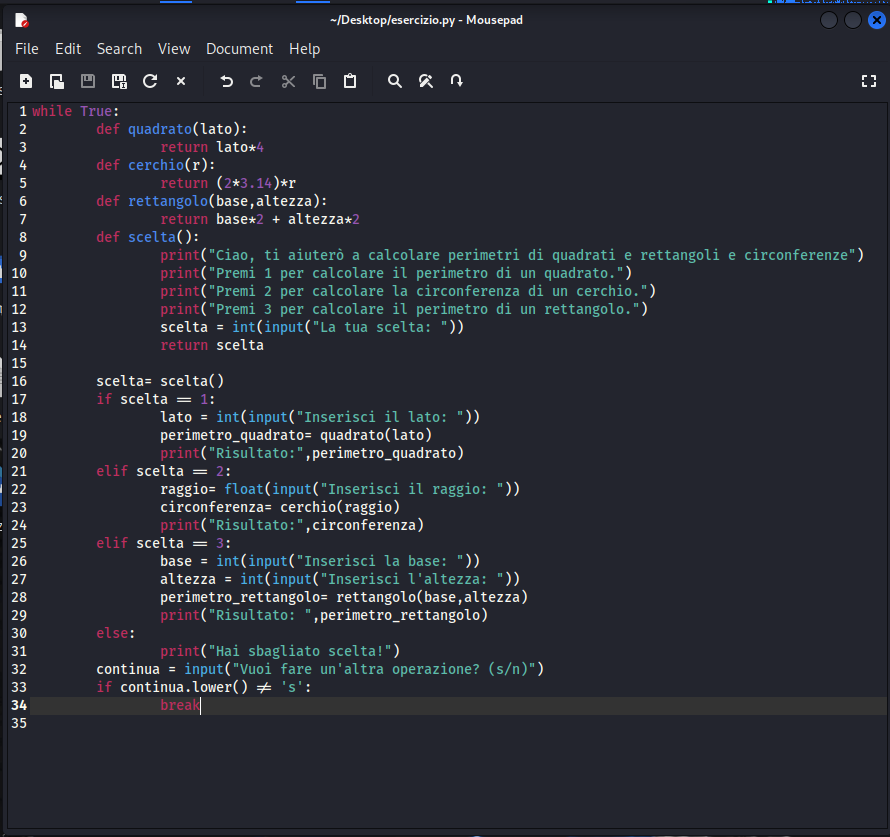 ~/Desktop/esercizio.py - Mousepad
File Edit Search View Document Help
1 while True:
2         def quadrato(lato):
3                 return lato*4
4         def cerchio(r):
5                 return (2*3.14)*r
6         def rettangolo(base,altezza):
7                 return base*2 + altezza*2
8         def scelta():
9                 print("Ciao, ti aiuterò a calcolare perimetri di quadrati e rettangoli e circonferenze")
10                 print("Premi 1 per calcolare il perimetro di un quadrato.")
11                 print("Premi 2 per calcolare la circonferenza di un cerchio.")
12                 print("Premi 3 per calcolare il perimetro di un rettangolo.")
13                 scelta = int(input("La tua scelta: "))
14                 return scelta
15
16         scelta= scelta()
17         if scelta == 1:
18                 lato = int(input("Inserisci il lato: "))
19                 perimetro_quadrato= quadrato(lato)
20                 print("Risultato:",perimetro_quadrato)
21         elif scelta == 2:
22                 raggio= float(input("Inserisci il raggio: "))
23                 circonferenza= cerchio(raggio)
24                 print("Risultato:",circonferenza)
25         elif scelta == 3:
26                 base = int(input("Inserisci la base: "))
27                 altezza = int(input("Inserisci l'altezza: "))
28                 perimetro_rettangolo= rettangolo(base,altezza)
29                 print("Risultato: ",perimetro_rettangolo)
30         else:
31                 print("Hai sbagliato scelta!")
32         continua = input("Vuoi fare un'altra operazione? (s/n)")
33         if continua.lower() != 's':
34                 break
35